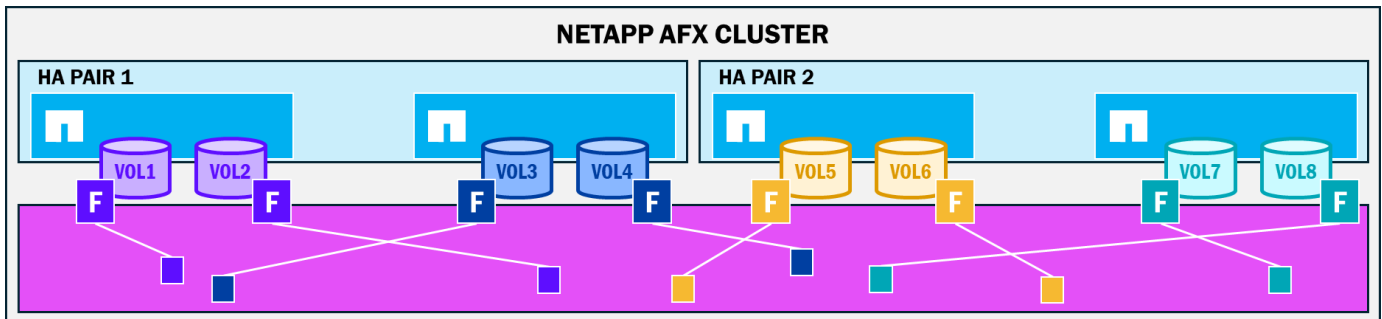 NETAPP AFX CLUSTER
HA PAIR 1
HA PAIR 2
VOL1 VOL2 VOL3 VOL4 VOL5 VOL6 VOL7 VOL8
F F F F F F F F